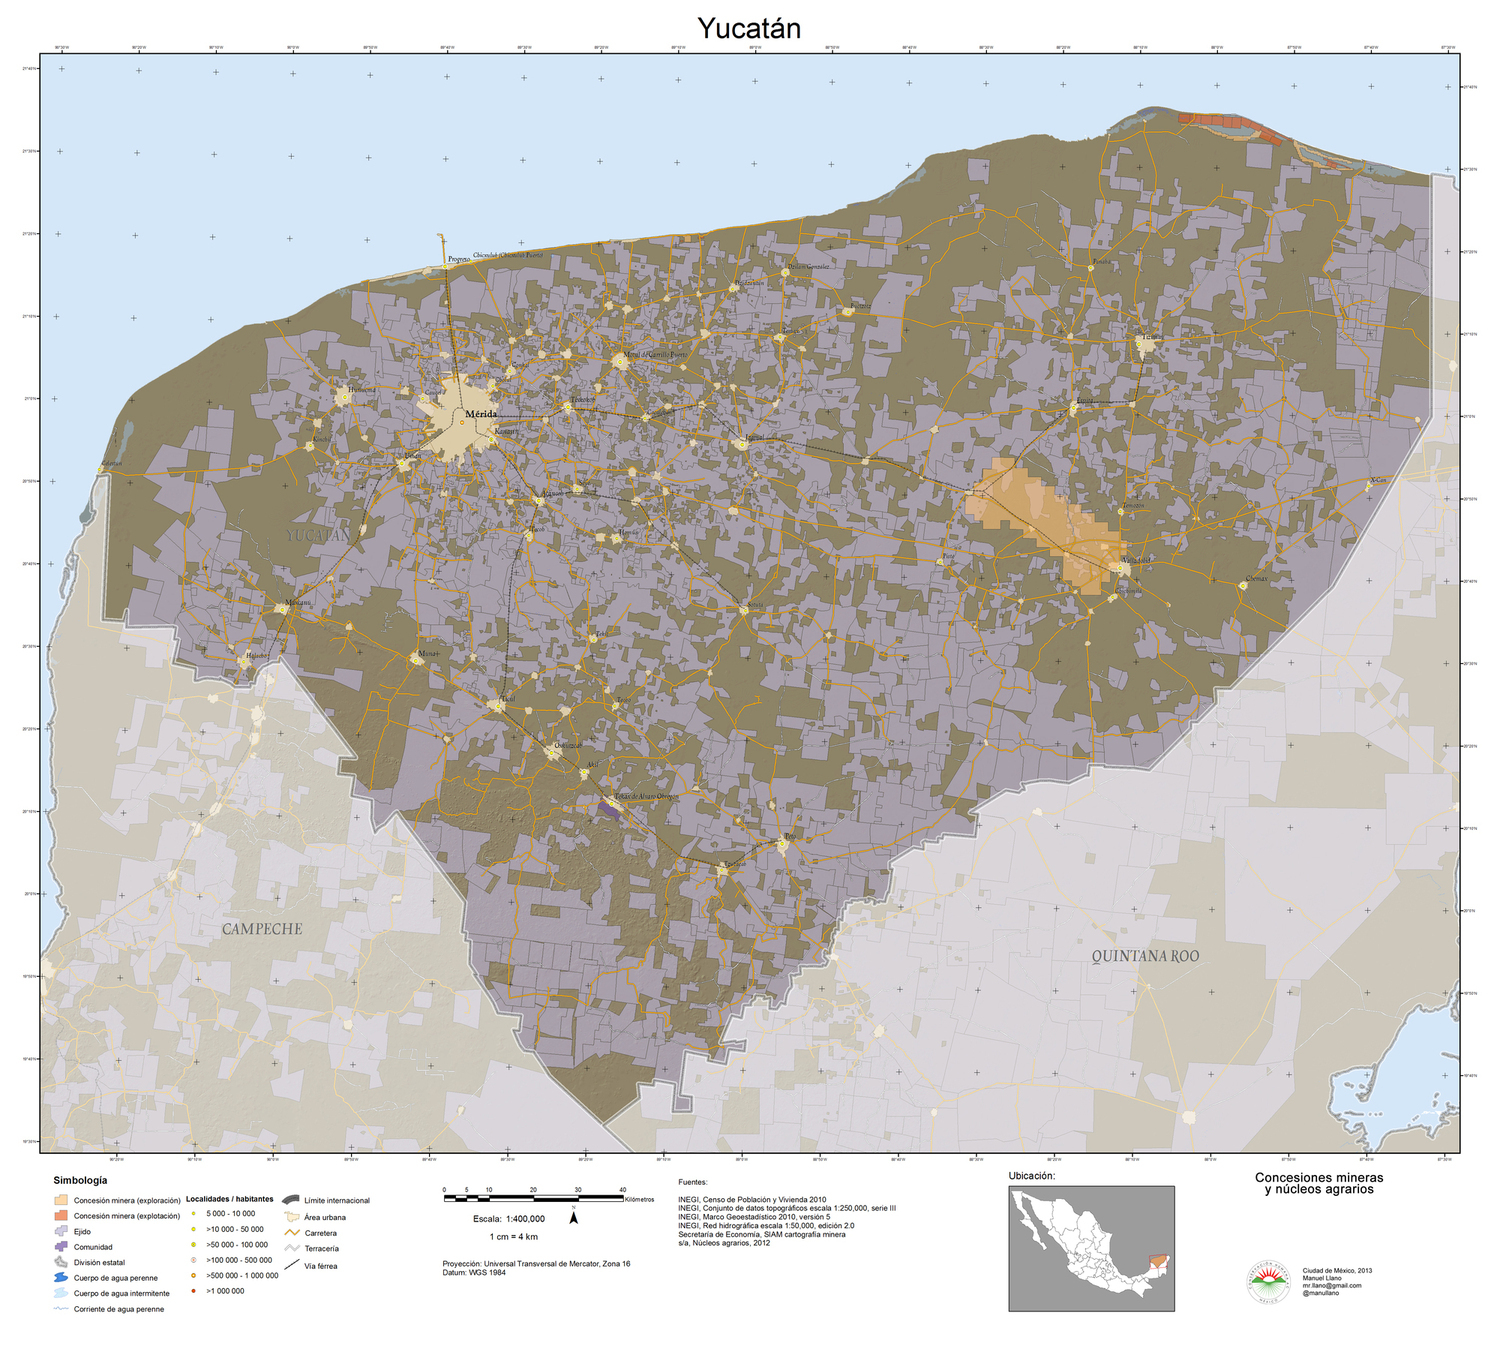 Yucatán
Progreso
Chicxulub (Chicxulub Puerto)
Dzidzantún
Dzilam González
Buctzotz
Temax
Panabá
Tizimín
Motul de Carrillo Puerto
Hunucmá
Caucel
Conkal
Cholul
Mérida
Kanasín
Tixkokob
Kinchil
Umán
Celestún
Izamal
Espita
X-Can
Acanceh
Tecoh
Temozón
YUCATÁN
Valladolid
Chemax
Maxcanú
Sotuta
Halachó
Muna
Ticul
Teabo
Oxkutzcab
Akil
Tekax de Álvaro Obregón
Peto
Tzucacab
CAMPECHE
QUINTANA ROO
Simbología
Concesión minera (exploración)
Concesión minera (explotación)
Ejido
Comunidad
División estatal
Cuerpo de agua perenne
Cuerpo de agua intermitente
Corriente de agua perenne
Localidades / habitantes
5 000 - 10 000
>10 000 - 50 000
>50 000 - 100 000
>100 000 - 500 000
>500 000 - 1 000 000
>1 000 000
Límite internacional
Área urbana
Carretera
Terracería
Vía férrea
0 5 10 20 30 40
Kilómetros
Escala: 1:400,000
N
1 cm = 4 km
Proyección: Universal Transversal de Mercator, Zona 16
Datum: WGS 1984
Fuentes:
INEGI, Censo de Población y Vivienda 2010
INEGI, Conjunto de datos topográficos escala 1:250,000, serie III
INEGI, Marco Geoestadístico 2010, versión 5
INEGI, Red hidrográfica escala 1:50,000, edición 2.0
Secretaría de Economía, SIAM cartografía minera
s/a, Núcleos agrarios, 2012
Ubicación:
Concesiones mineras
y núcleos agrarios
Ciudad de México, 2013
Manuel Llano
mr.llano@gmail.com
@manullano